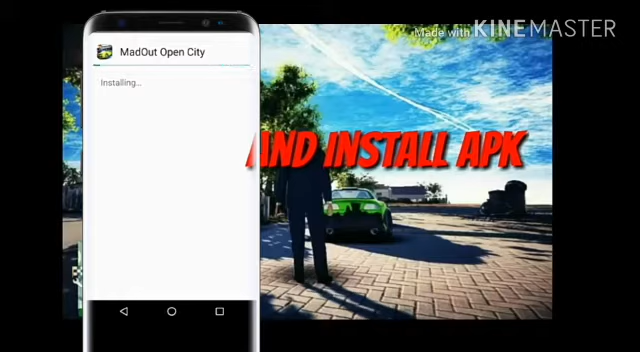 Made with KINEMASTER
MadOut Open City
Installing...
AND INSTALL APK